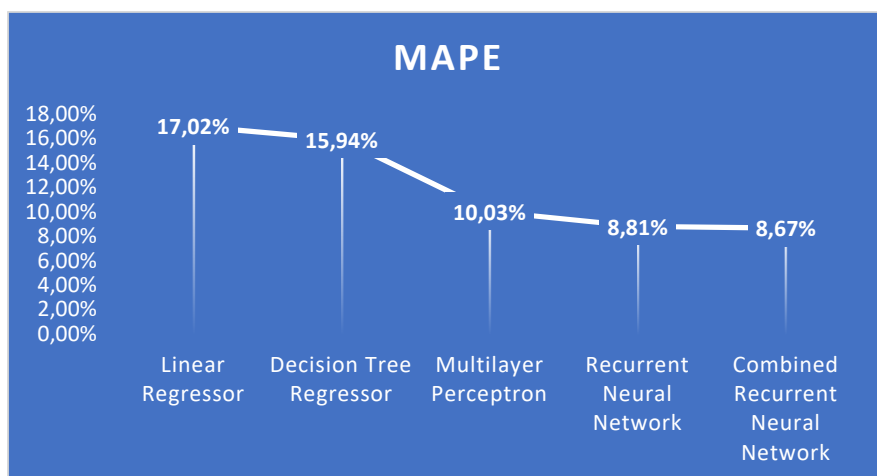 MAPE
18,00%
16,00%
14,00%
12,00%
10,00%
8,00%
6,00%
4,00%
2,00%
0,00%
17,02%
15,94%
10,03%
8,81%
8,67%
Linear
Regressor
Decision Tree
Regressor
Multilayer
Perceptron
Recurrent
Neural
Network
Combined
Recurrent
Neural
Network